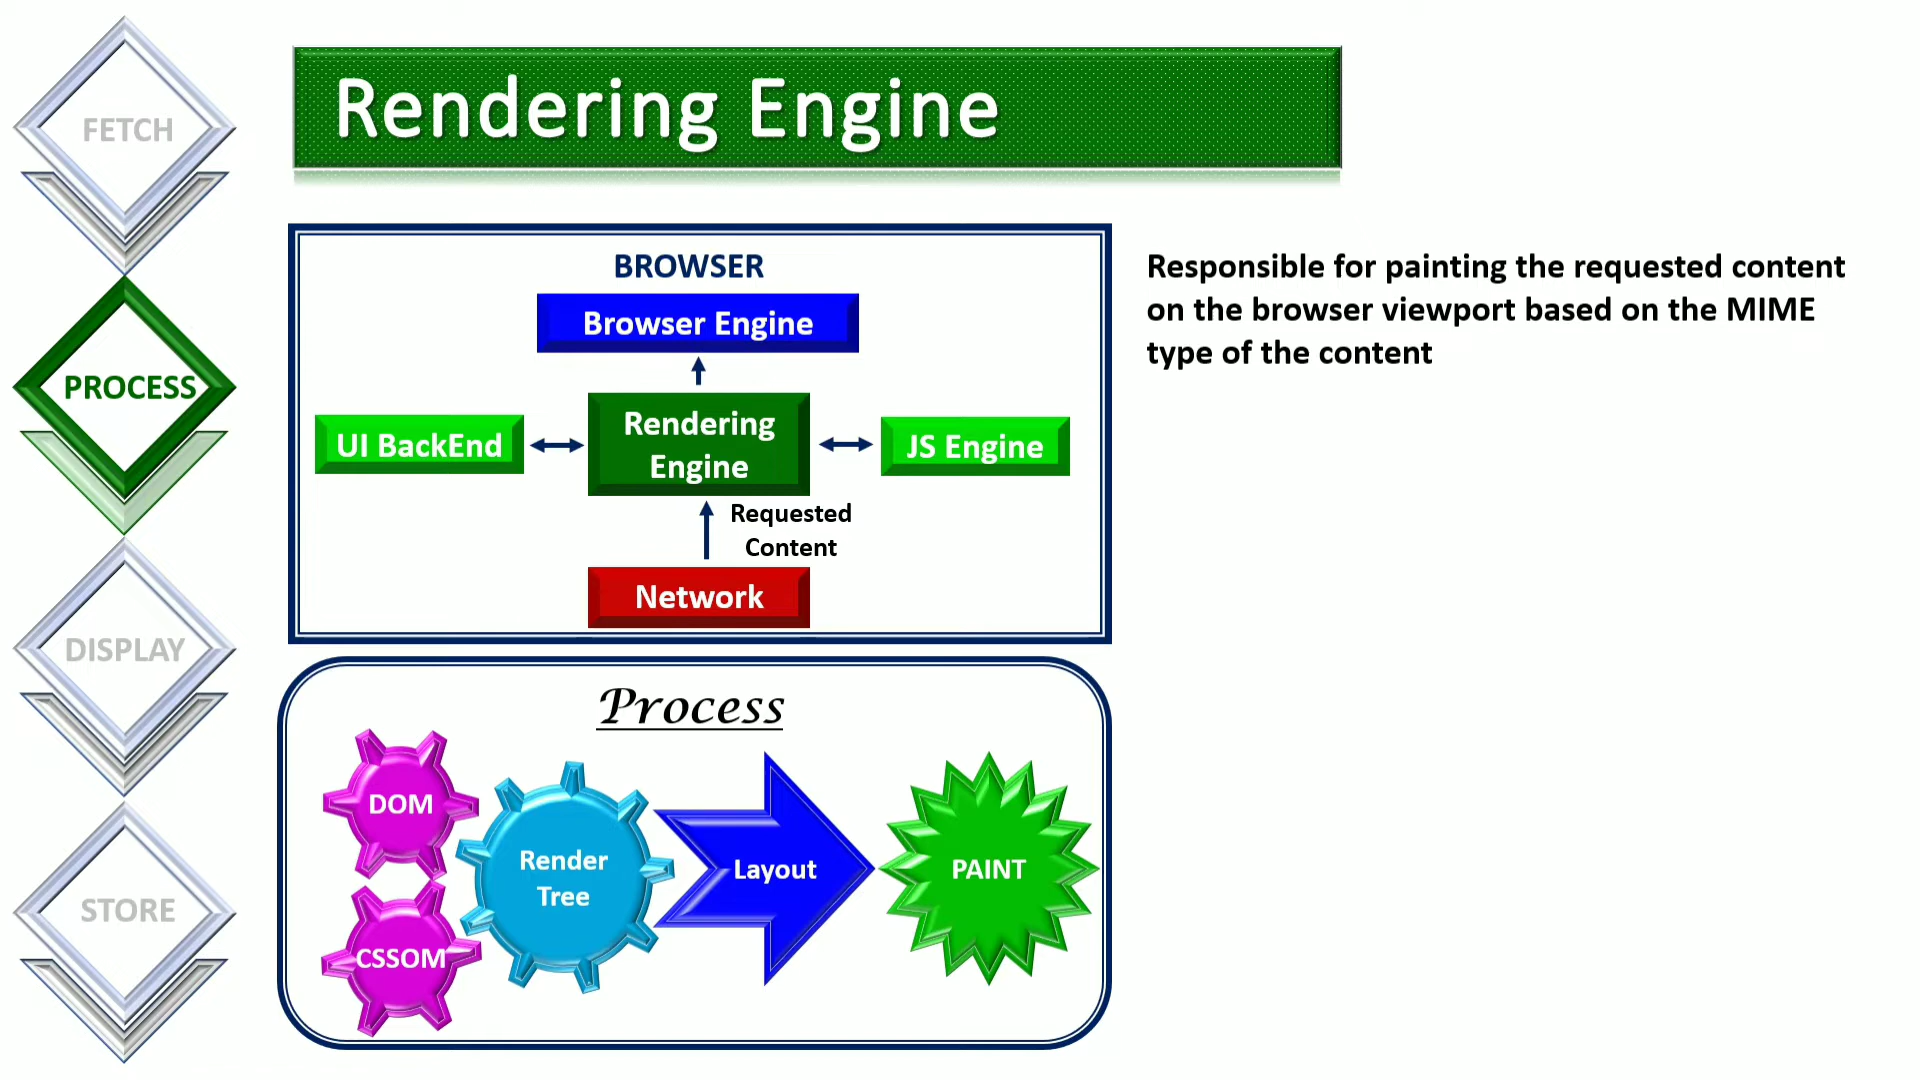 FETCH
PROCESS
DISPLAY
STORE
Rendering Engine
BROWSER
Browser Engine
UI BackEnd
Rendering
Engine
JS Engine
Requested
Content
Network
Responsible for painting the requested content
on the browser viewport based on the MIME
type of the content
Process
DOM
CSSOM
Render
Tree
Layout
PAINT